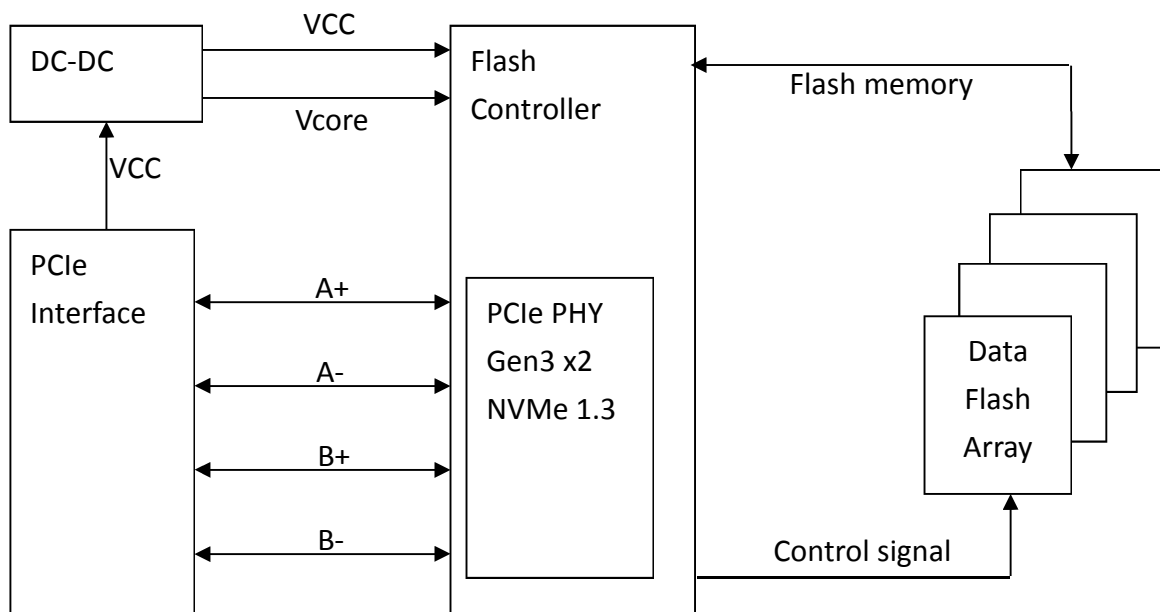 VCC
DC-DC
Flash
Controller
Flash memory
Vcore
VCC
PCIe
Interface
A+
PCIe PHY
Gen3 x2
NVMe 1.3
A-
B+
B-
Data
Flash
Array
Control signal